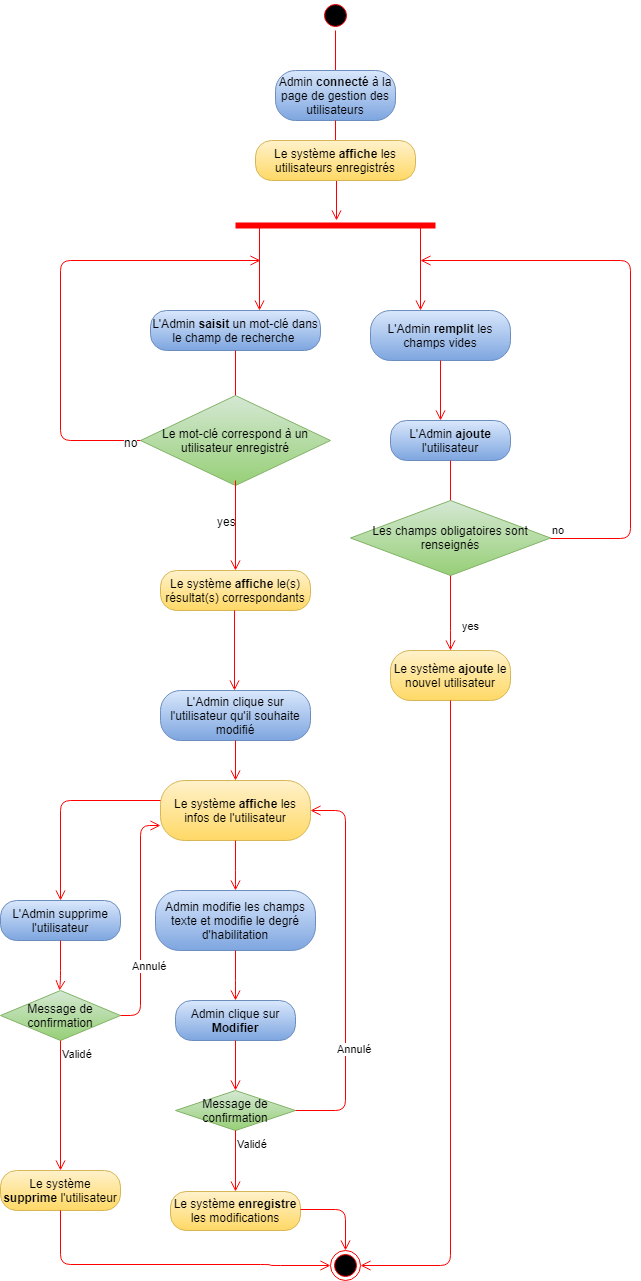 Admin connecté à la
page de gestion des
utilisateurs
Le système affiche les
utilisateurs enregistrés
L'Admin saisit un mot-clé dans
le champ de recherche
L'Admin remplit les
champs vides
Le mot-clé correspond à un
utilisateur enregistré
no
L'Admin ajoute
l'utilisateur
yes
Les champs obligatoires sont
renseignés
no
Le système affiche le(s)
résultat(s) correspondants
yes
Le système ajoute le
nouvel utilisateur
L'Admin clique sur
l'utilisateur qu'il souhaite
modifié
Le système affiche les
infos de l'utilisateur
L'Admin supprime
l'utilisateur
Admin modifie les champs
texte et modifie le degré
d'habilitation
Annulé
Message de
confirmation
Admin clique sur
Modifier
Validé
Annulé
Message de
confirmation
Validé
Le système
supprime l'utilisateur
Le système enregistre
les modifications